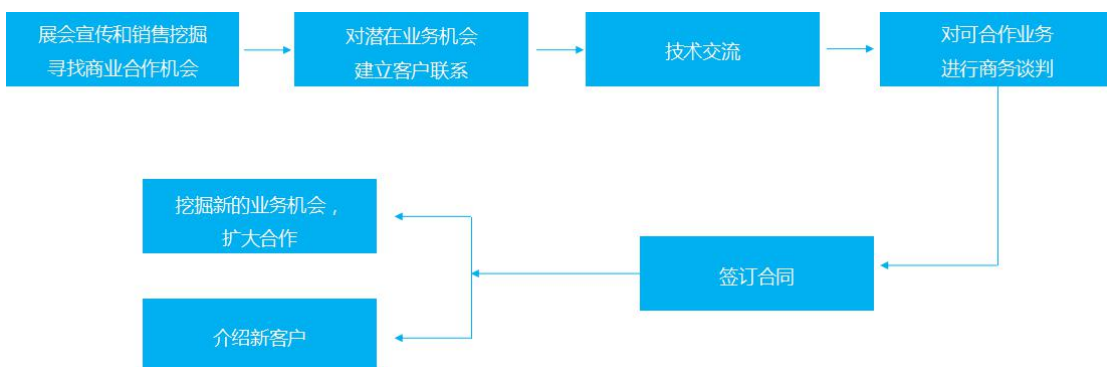 展会宣传和销售挖掘
寻找商业合作机会
对潜在业务机会
建立客户联系
技术交流
对可合作业务
进行商务谈判
挖掘新的业务机会，
扩大合作
签订合同
介绍新客户